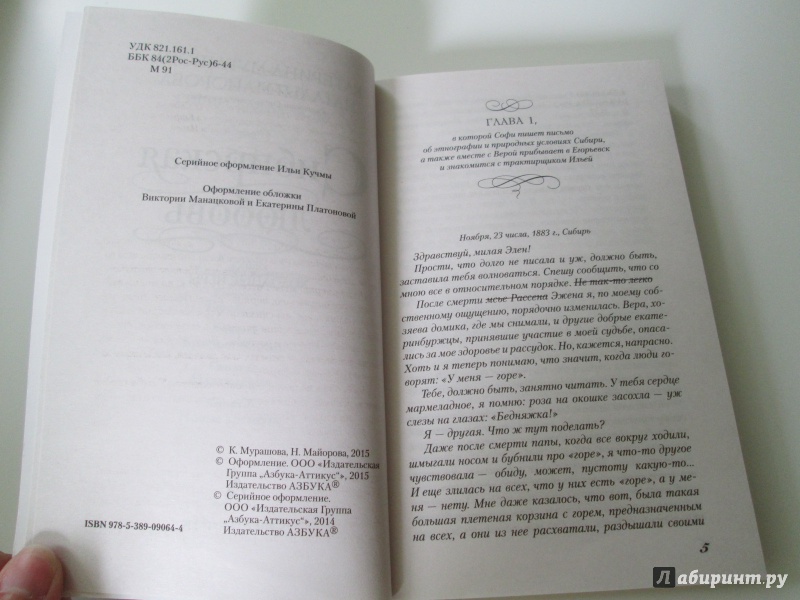 УДК 821.161.1
ББК 84(2Рос-Рус)6-44
М 91
Серийное оформление Ильи Кучмы
Оформление обложки
Виктории Манацковой и Екатерины Платоновой
© К. Мурашова, Н. Майорова, 2015
© Оформление. ООО «Издательская
Группа „Азбука-Аттикус“, 2015
Издательство АЗБУКА®
© Серийное оформление.
ООО «Издательская Группа
„Азбука-Аттикус“, 2014
Издательство АЗБУКА®
ISBN 978-5-389-09064-4
ГЛАВА 1,
в которой Софи пишет письмо
об этнографии и природных условиях Сибири,
а также вместе с Верой прибывает в Егорьевск
и знакомится с трактирщиком Ильей
Ноября, 23 числа, 1883 г., Сибирь
Здравствуй, милая Элен!
Прости, что долго не писала и уж, должно быть,
заставила тебя волноваться. Спешу сообщить, что со
мною все в относительном порядке. Не так-то легко
После смерти мсье Рассена Эжена я, по моему соб-
ственному ощущению, порядочно изменилась. Вера, хо-
зяева домика, где мы снимали, и другие добрые екате-
ринбуржцы, принявшие участие в моей судьбе, опаса-
лись за мое здоровье и рассудок. Но, кажется, напрасно.
Хоть и я теперь понимаю, что значит, когда люди го-
ворят: «У меня — горе».
Тебе, должно быть, занятно читать. У тебя сердце
мармеладное, я помню: роза на окошке засохла — уж
слезы на глазах: «Бедняжка!»
Я — другая. Что ж тут поделать?
Даже после смерти папы, когда все вокруг ходили,
шмыгали носом и бубнили про «горе», я что-то другое
чувствовала — обиду, может, пустоту какую-то...
И еще злилась на всех, что у них есть «горе», а у ме-
ня — нету. Мне даже казалось, что вот, была такая
большая плетеная корзина с горем, предназначенным
на всех, а они из нее расхватали, раздышали своими
5
Лабиринт.ру